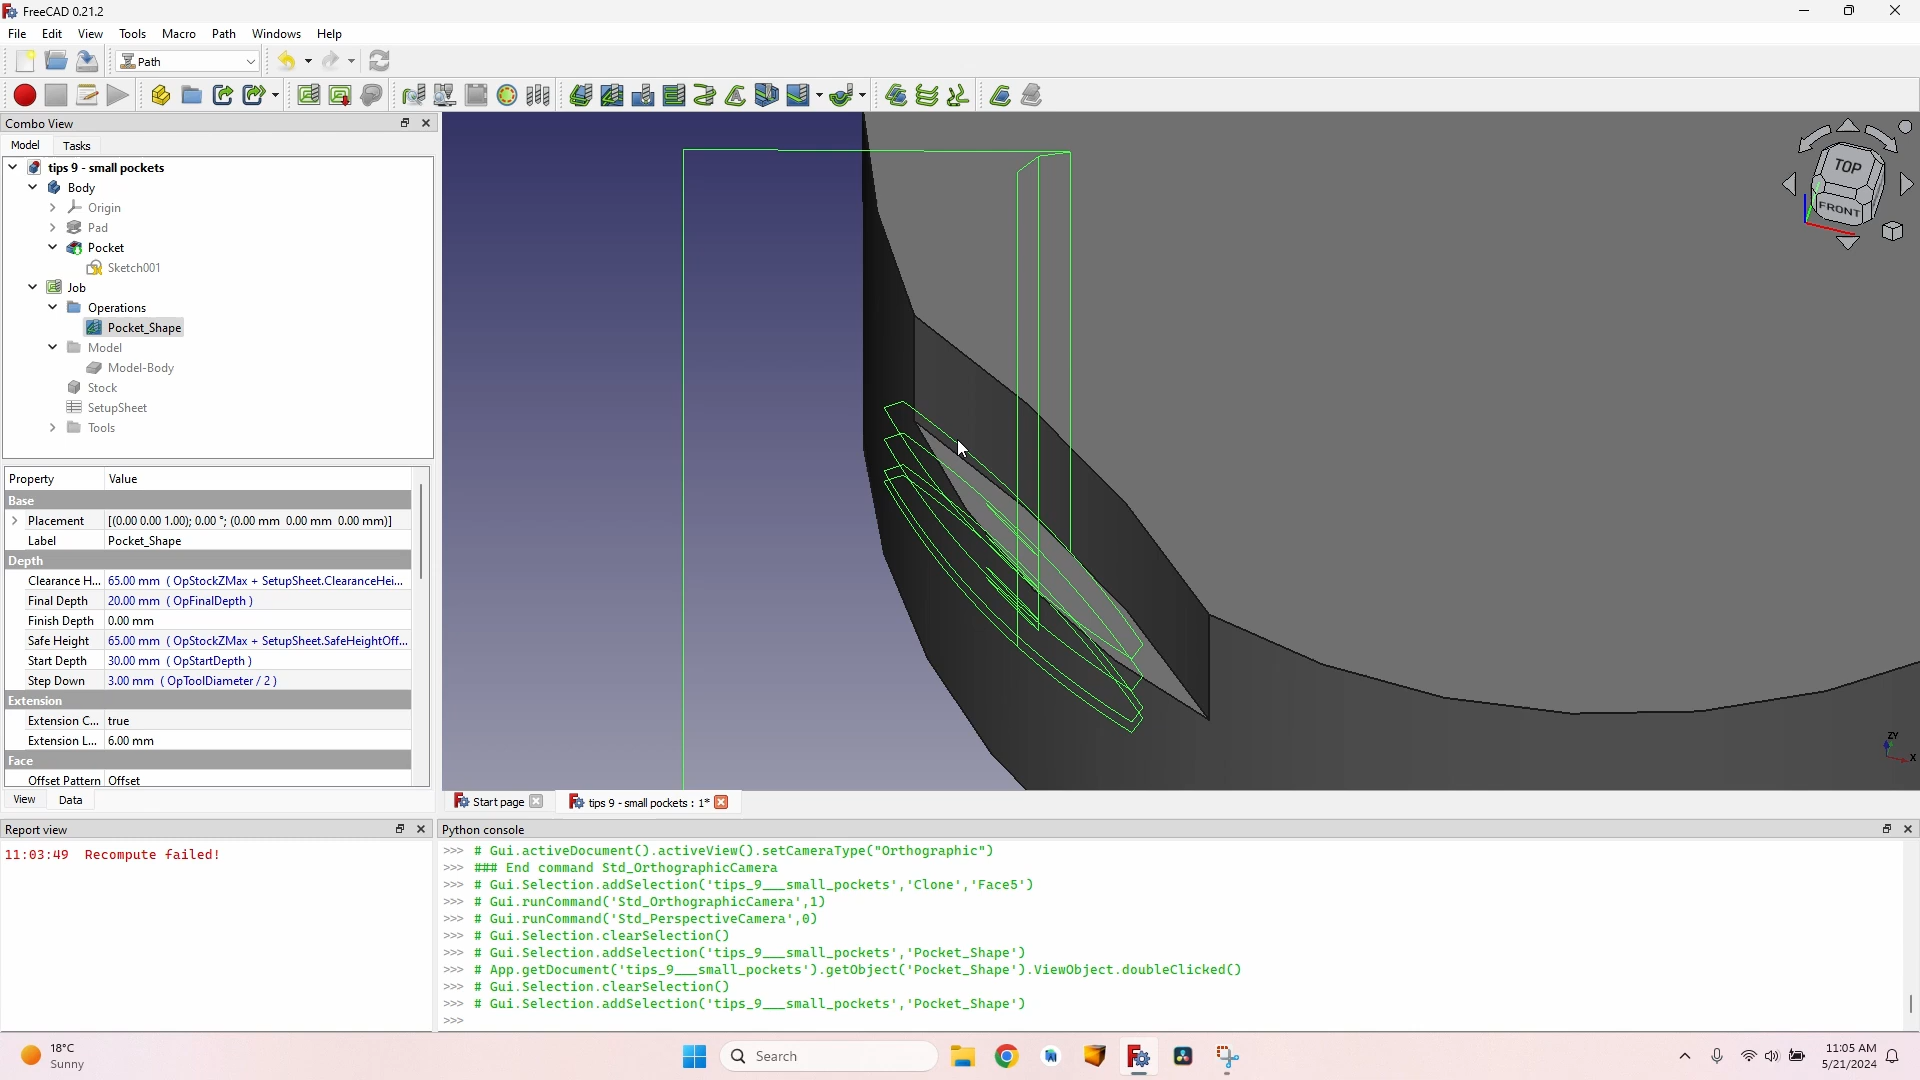 FreeCAD 0.21.2
File Edit View Tools Macro Path Windows Help
Path
Combo View
Model Tasks
tips 9 - small pockets
Body
Origin
Pad
Pocket
Sketch001
Job
Operations
Pocket_Shape
Model
Model-Body
Stock
SetupSheet
Tools
Property Value
Base
Placement [(0.00 0.00 1.00); 0.00 °; (0.00 mm 0.00 mm 0.00 mm)]
Label Pocket_Shape
Depth
Clearance H... 65.00 mm ( OpStockZMax + SetupSheet.ClearanceHei...
Final Depth 20.00 mm ( OpFinalDepth )
Finish Depth 0.00 mm
Safe Height 65.00 mm ( OpStockZMax + SetupSheet.SafeHeightOff...
Start Depth 30.00 mm ( OpStartDepth )
Step Down 3.00 mm ( OpToolDiameter / 2 )
Extension
Extension C... true
Extension L... 6.00 mm
Face
Offset Pattern Offset
View Data
TOP
FRONT
ZY
X
Start page tips 9 - small pockets : 1*
Report view
11:03:49 Recompute failed!
Python console
>>> # Gui.activeDocument().activeView().setCameraType("Orthographic")
>>> ### End command Std_OrthographicCamera
>>> # Gui.Selection.addSelection('tips_9___small_pockets','Clone','Face5')
>>> # Gui.runCommand('Std_OrthographicCamera',1)
>>> # Gui.runCommand('Std_PerspectiveCamera',0)
>>> # Gui.Selection.clearSelection()
>>> # Gui.Selection.addSelection('tips_9___small_pockets','Pocket_Shape')
>>> # App.getDocument('tips_9___small_pockets').getObject('Pocket_Shape').ViewObject.doubleClicked()
>>> # Gui.Selection.clearSelection()
>>> # Gui.Selection.addSelection('tips_9___small_pockets','Pocket_Shape')
>>>
18°C
Sunny
Search
11:05 AM
5/21/2024